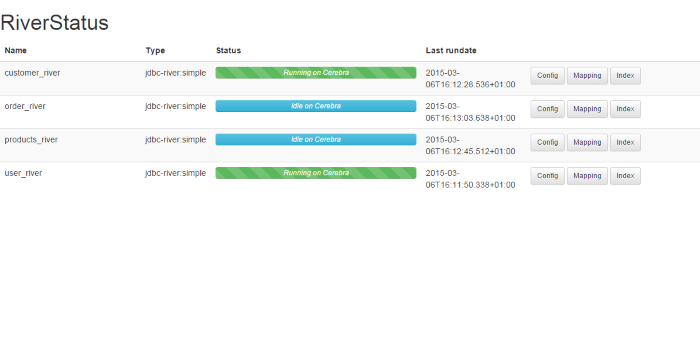 RiverStatus
Name Type Status Last rundate
customer_river jdbc-river:simple Running on Cerebra 2015-03-
06T16:12:28.536+01:00 Config Mapping Index
order_river jdbc-river:simple Idle on Cerebra 2015-03-
06T16:13:03.638+01:00 Config Mapping Index
products_river jdbc-river:simple Idle on Cerebra 2015-03-
06T16:12:45.512+01:00 Config Mapping Index
user_river jdbc-river:simple Running on Cerebra 2015-03-
06T16:11:50.338+01:00 Config Mapping Index